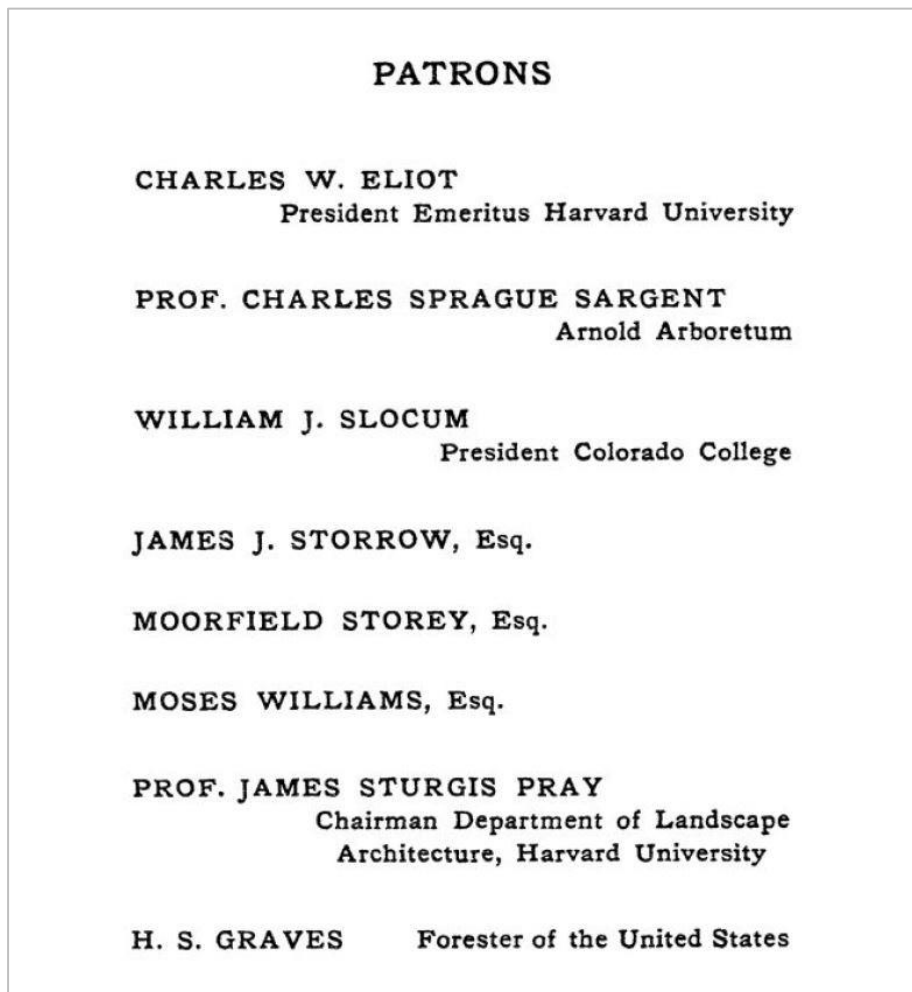 PATRONS
CHARLES W. ELIOT
President Emeritus Harvard University
PROF. CHARLES SPRAGUE SARGENT
Arnold Arboretum
WILLIAM J. SLOCUM
President Colorado College
JAMES J. STORROW, Esq.
MOORFIELD STOREY, Esq.
MOSES WILLIAMS, Esq.
PROF. JAMES STURGIS PRAY
Chairman Department of Landscape
Architecture, Harvard University
H. S. GRAVES Forester of the United States